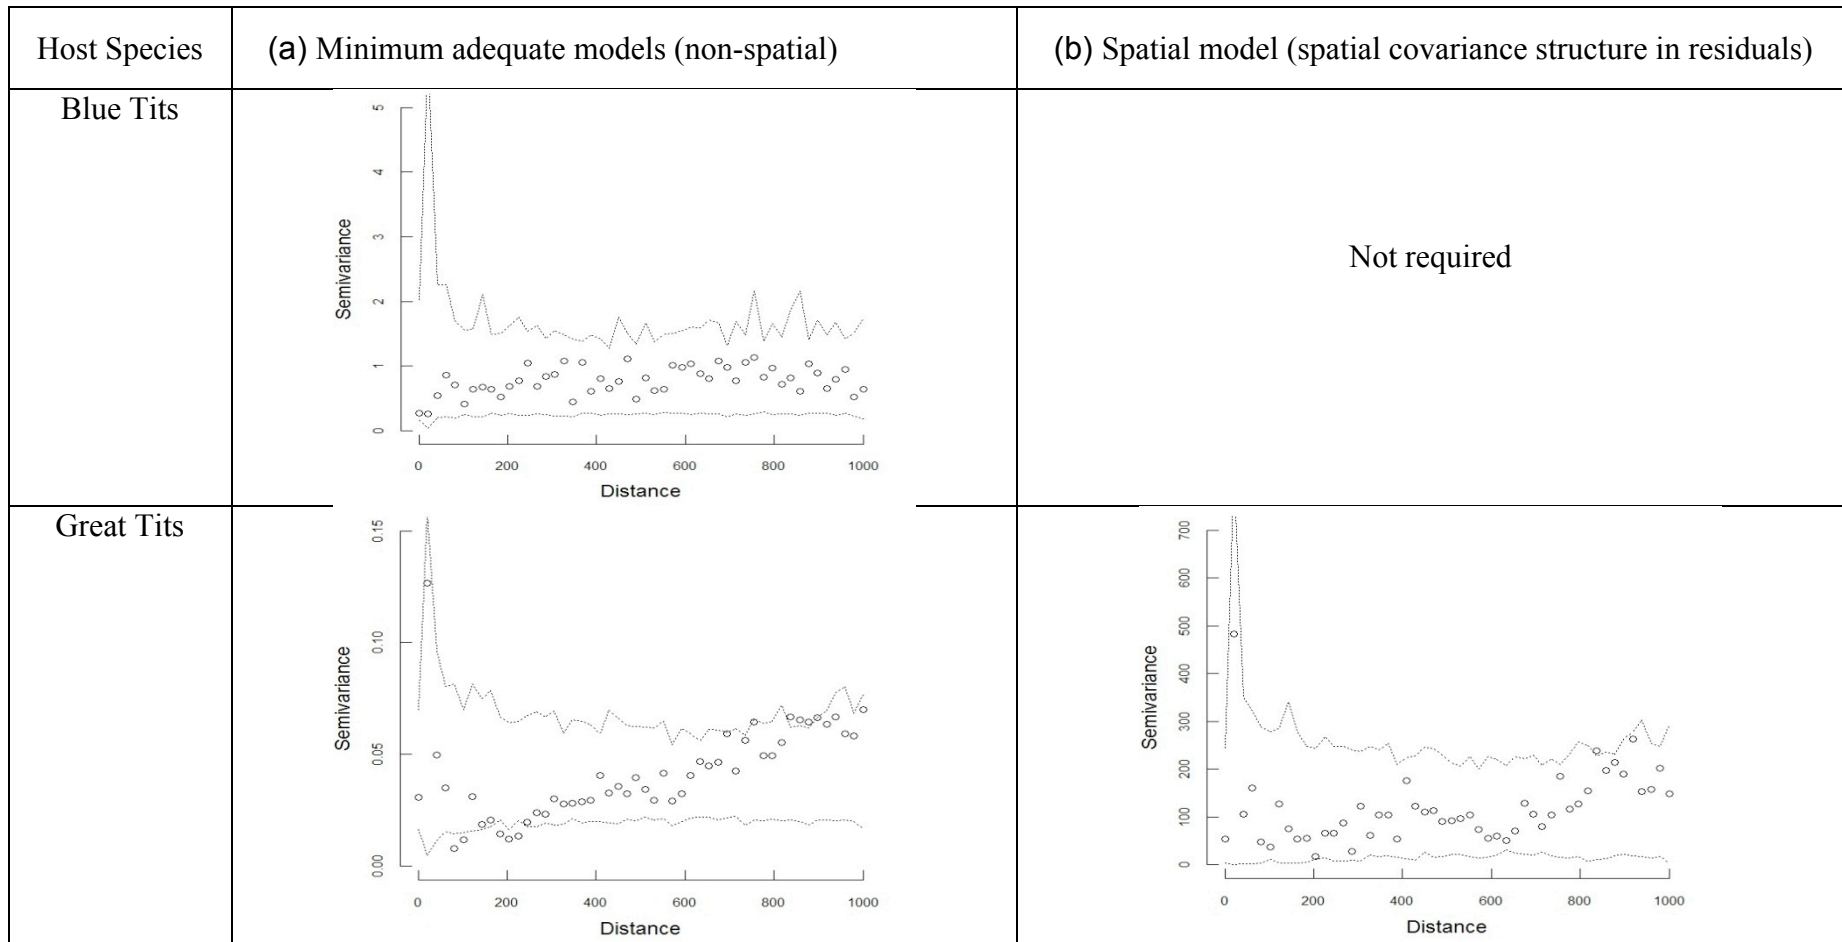 Host Species
(a) Minimum adequate models (non-spatial)
(b) Spatial model (spatial covariance structure in residuals)
Blue Tits
5
4
3
2
1
0
Semivariance
0 200 400 600 800 1000
Distance
Not required
Great Tits
0.15
0.10
0.05
0.00
Semivariance
0 200 400 600 800 1000
Distance
700
600
500
400
300
200
100
0
Semivariance
0 200 400 600 800 1000
Distance